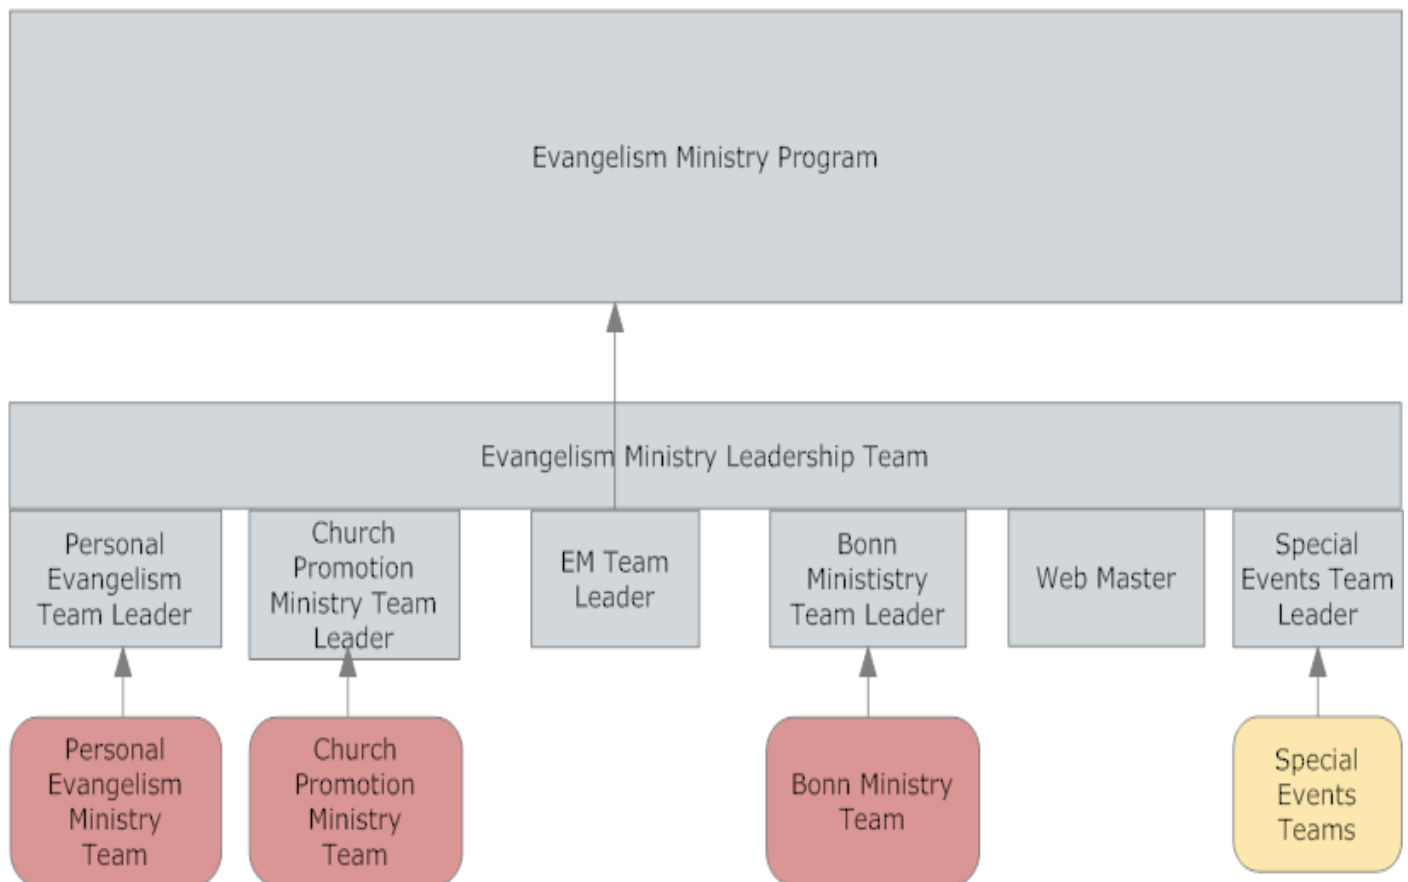 Evangelism Ministry Program
Evangelism Ministry Leadership Team
Personal
Evangelism
Team Leader
Church
Promotion
Ministry Team
Leader
EM Team
Leader
Bonn
Minististry
Team Leader
Web Master
Special
Events Team
Leader
Personal
Evangelism
Ministry
Team
Church
Promotion
Ministry
Team
Bonn Ministry
Team
Special
Events
Teams